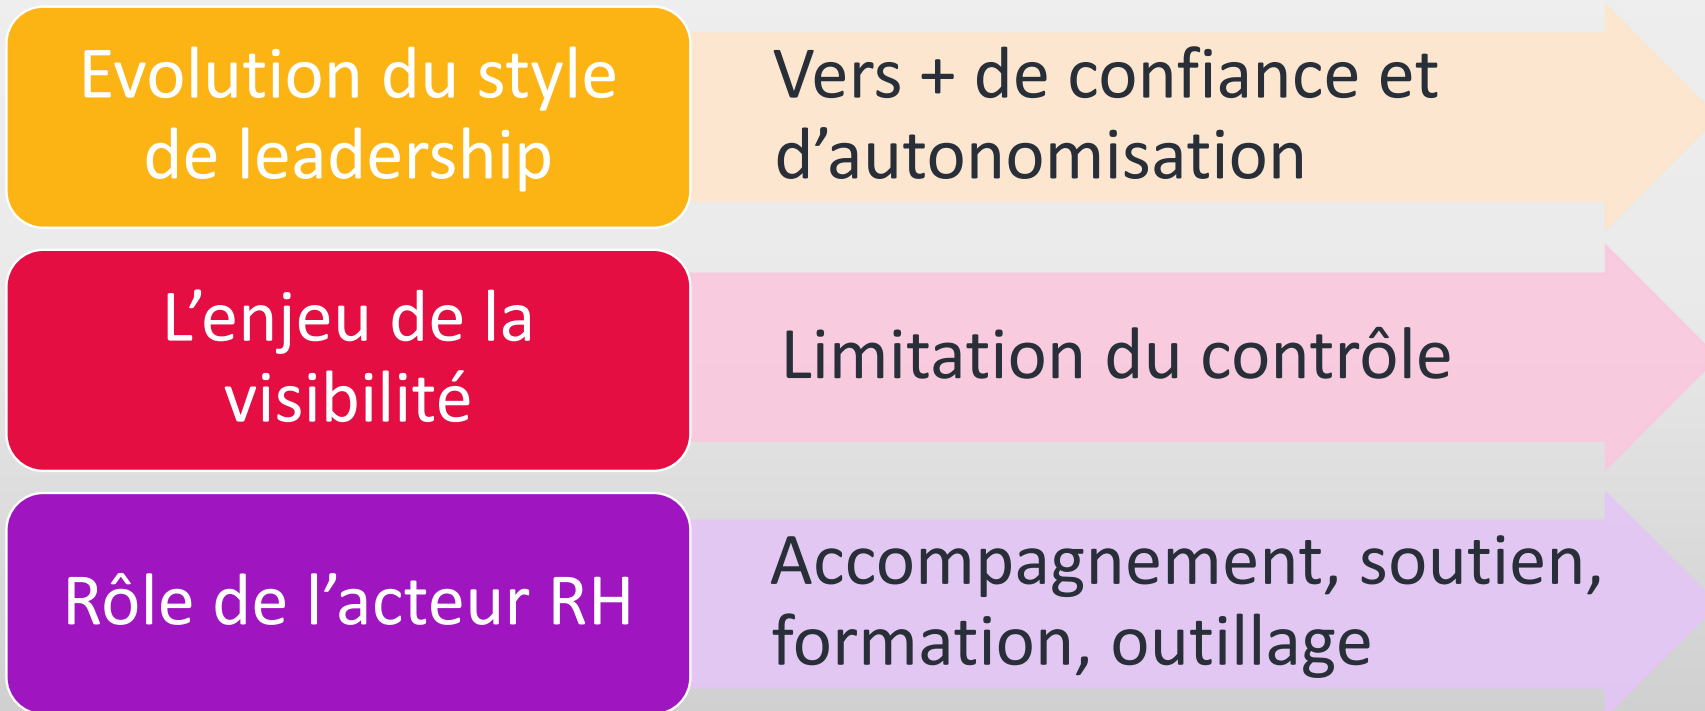 Evolution du style
de leadership
Vers + de confiance et
d’autonomisation
L’enjeu de la
visibilité
Limitation du contrôle
Rôle de l’acteur RH
Accompagnement, soutien,
formation, outillage